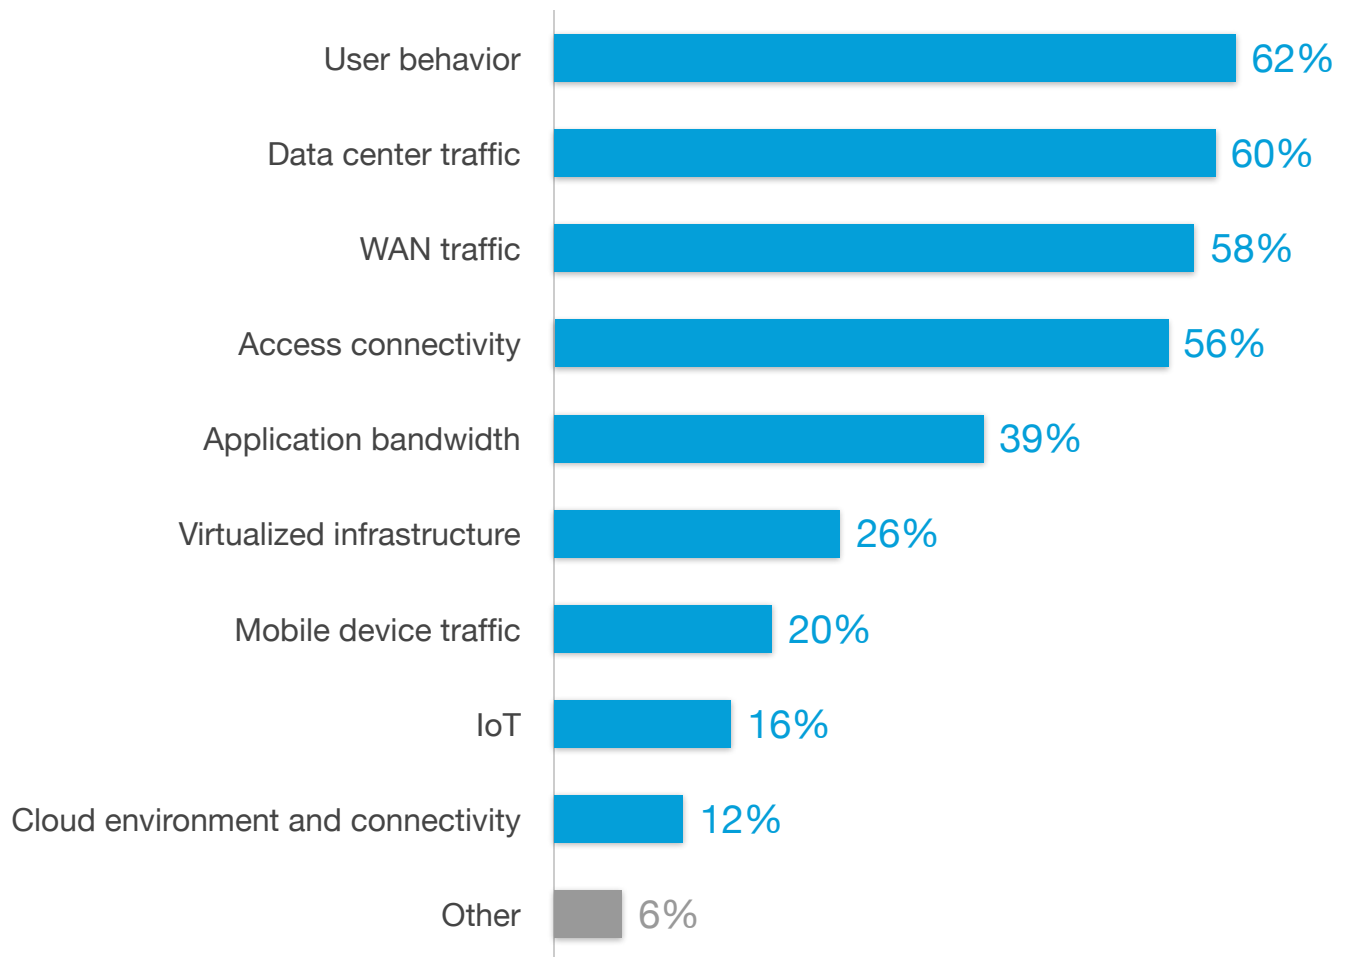 User behavior 62%
Data center traffic 60%
WAN traffic 58%
Access connectivity 56%
Application bandwidth 39%
Virtualized infrastructure 26%
Mobile device traffic 20%
IoT 16%
Cloud environment and connectivity 12%
Other 6%